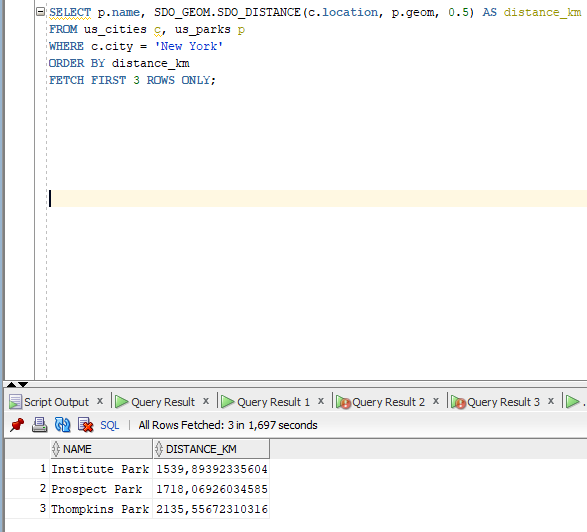 SELECT p.name, SDO_GEOM.SDO_DISTANCE(c.location, p.geom, 0.5) AS distance_km
FROM us_cities c, us_parks p
WHERE c.city = 'New York'
ORDER BY distance_km
FETCH FIRST 3 ROWS ONLY;
Script Output x Query Result x Query Result 1 x Query Result 2 x Query Result 3 x
SQL | All Rows Fetched: 3 in 1,697 seconds
NAME DISTANCE_KM
1 Institute Park 1539,89392335604
2 Prospect Park 1718,06926034585
3 Thompkins Park 2135,55672310316